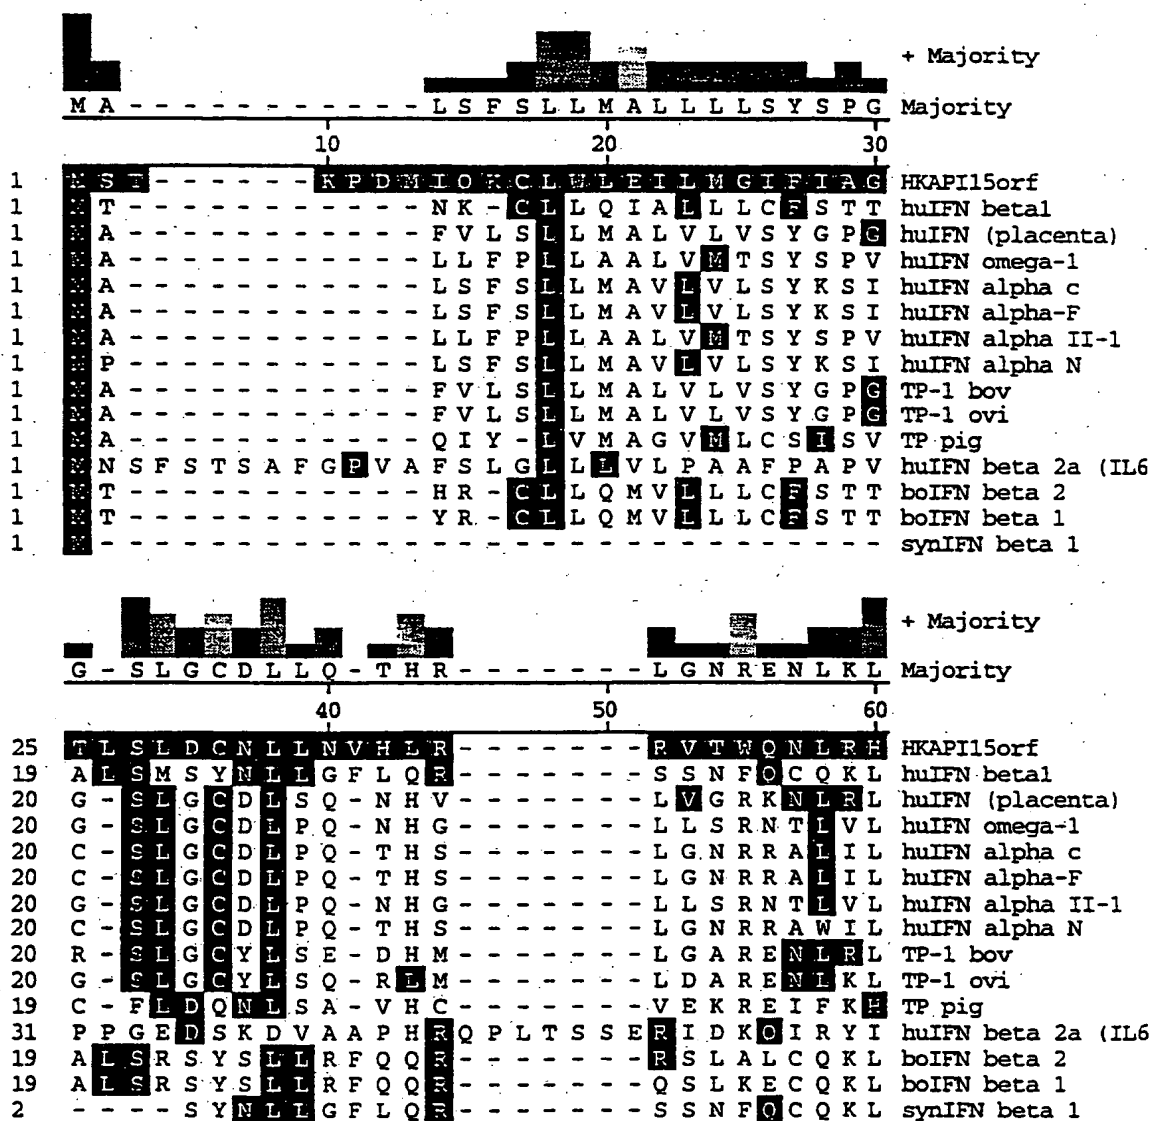 + Majority
M A - - - - - - - - - - - L S F S L L M A L L L L S Y S P G Majority
10 20 30
1 M S T - - - - - - K P D M I Q K C L W L E I L M G I F I A G HKAPI15orf
1 M T - - - - - - - - - - - N K - C L L Q I A L L L C F S T T huIFN beta1
1 M A - - - - - - - - - - - F V L S L L M A L V L V S Y G P G huIFN (placenta)
1 M A - - - - - - - - - - - L L F P L L A A L V M T S Y S P V huIFN omega-1
1 M A - - - - - - - - - - - L S F S L L M A V L V L S Y K S I huIFN alpha c
1 M A - - - - - - - - - - - L S F S L L M A V L V L S Y K S I huIFN alpha-F
1 M A - - - - - - - - - - - L L F P L L A A L V M T S Y S P V huIFN alpha II-1
1 M P - - - - - - - - - - - L S F S L L M A V L V L S Y K S I huIFN alpha N
1 M A - - - - - - - - - - - F V L S L L M A L V L V S Y G P G TP-1 bov
1 M A - - - - - - - - - - - F V L S L L M A L V L V S Y G P G TP-1 ovi
1 M A - - - - - - - - - - - Q I Y - L V M A G V M L C S I S V TP pig
1 M N S F S T S A F G P V A F S L G L L L V L P A A F P A P V huIFN beta 2a (IL6
1 M T - - - - - - - - - - - H R - C L L Q M V L L L C F S T T boIFN beta 2
1 M T - - - - - - - - - - - Y R - C L L Q M V L L L C F S T T boIFN beta 1
1 M - - - - - - - - - - - - - - - - - - - - - - - - - - - - - synIFN beta 1
+ Majority
G - S L G C D L L Q - T H R - - - - - - - L G N R E N L K L Majority
40 50 60
25 T L S L D C N L L N V H L R - - - - - - - R V T W Q N L R H HKAPI15orf
19 A L S M S Y N L L G F L Q R - - - - - - - S S N F Q C Q K L huIFN beta1
20 G - S L G C D L S Q - N H V - - - - - - - L V G R K N L R L huIFN (placenta)
20 G - S L G C D L P Q - N H G - - - - - - - L L S R N T L V L huIFN omega-1
20 C - S L G C D L P Q - T H S - - - - - - - L G N R R A L I L huIFN alpha c
20 C - S L G C D L P Q - T H S - - - - - - - L G N R R A L I L huIFN alpha-F
20 G - S L G C D L P Q - N H G - - - - - - - L L S R N T L V L huIFN alpha II-1
20 C - S L G C D L P Q - T H S - - - - - - - L G N R R A W I L huIFN alpha N
20 R - S L G C Y L S E - D H M - - - - - - - L G A R E N L R L TP-1 bov
20 G - S L G C Y L S Q - R L M - - - - - - - L D A R E N L K L TP-1 ovi
19 C - F L D Q N L S A - V H C - - - - - - - V E K R E I F K H TP pig
31 P P G E D S K D V A A P H R Q P L T S S E R I D K Q I R Y I huIFN beta 2a (IL6
19 A L S R S Y S L L R F Q Q R - - - - - - - R S L A L C Q K L boIFN beta 2
19 A L S R S Y S L L R F Q Q R - - - - - - - Q S L K E C Q K L boIFN beta 1
2 - - - - S Y N L L G F L Q R - - - - - - - S S N F Q C Q K L synIFN beta 1